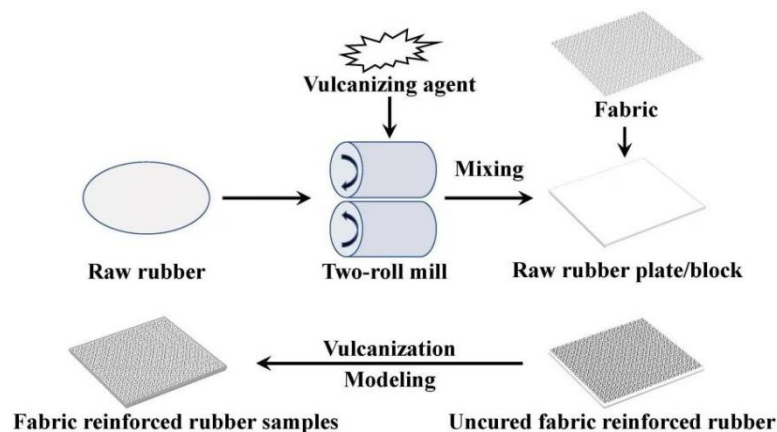 Vulcanizing agent
Fabric
Mixing
Raw rubber
Two-roll mill
Raw rubber plate/block
Vulcanization
Modeling
Fabric reinforced rubber samples
Uncured fabric reinforced rubber